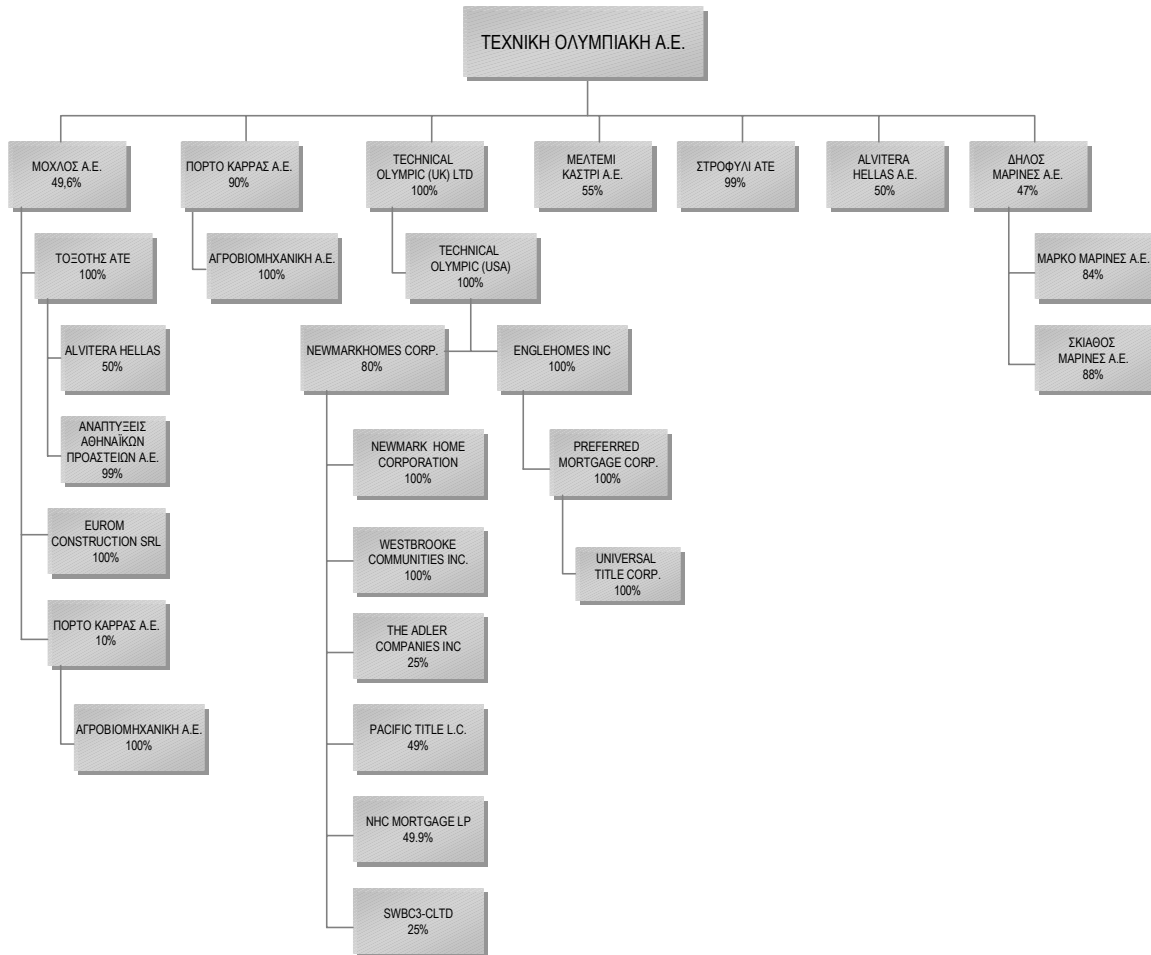 ΤΕΧΝΙΚΗ ΟΛΥΜΠΙΑΚΗ Α.Ε.
ΜΟΧΛΟΣ Α.Ε.
49,6%
ΠΟΡΤΟ ΚΑΡΡΑΣ Α.Ε.
90%
TECHNICAL
OLYMPIC (UK) LTD
100%
ΜΕΛΤΕΜΙ
ΚΑΣΤΡΙ Α.Ε.
55%
ΣΤΡΟΦΥΛΙ ΑΤΕ
99%
ALVITERA
HELLAS Α.Ε.
50%
ΔΗΛΟΣ
ΜΑΡΙΝΕΣ Α.Ε.
47%
ΤΟΞΟΤΗΣ ΑΤΕ
100%
ΑΓΡΟΒΙΟΜΗΧΑΝΙΚΗ Α.Ε.
100%
TECHNICAL
OLYMPIC (USA)
100%
ΜΑΡΚΟ ΜΑΡΙΝΕΣ Α.Ε.
84%
ALVITERA HELLAS
50%
NEWMARKHOMES CORP.
80%
ENGLEHOMES INC
100%
ΣΚΙΑΘΟΣ
ΜΑΡΙΝΕΣ Α.Ε.
88%
ΑΝΑΠΤΥΞΕΙΣ
ΑΘΗΝΑΪΚΩΝ
ΠΡΟΑΣΤΕΙΩΝ Α.Ε.
99%
NEWMARK HOME
CORPORATION
100%
PREFERRED
MORTGAGE CORP.
100%
EUROM
CONSTRUCTION SRL
100%
WESTBROOKE
COMMUNITIES INC.
100%
UNIVERSAL
TITLE CORP.
100%
ΠΟΡΤΟ ΚΑΡΡΑΣ Α.Ε.
10%
THE ADLER
COMPANIES INC
25%
ΑΓΡΟΒΙΟΜΗΧΑΝΙΚΗ Α.Ε.
100%
PACIFIC TITLE L.C.
49%
NHC MORTGAGE LP
49.9%
SWBC3-CLTD
25%